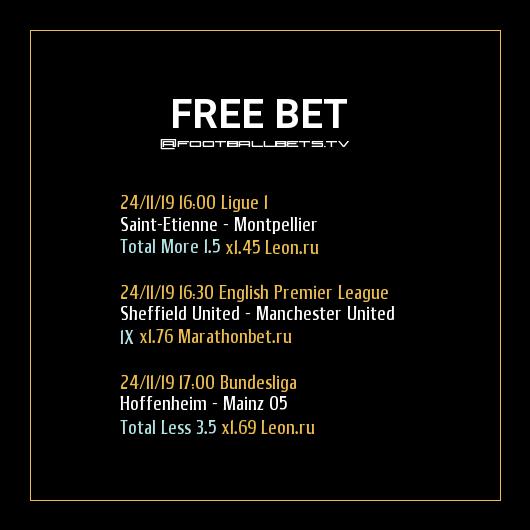 FREE BET
@FOOTBALLBETS.TV
24/11/19 16:00 Ligue 1
Saint-Etienne - Montpellier
Total More 1.5 x1.45 Leon.ru
24/11/19 16:30 English Premier League
Sheffield United - Manchester United
1X x1.76 Marathonbet.ru
24/11/19 17:00 Bundesliga
Hoffenheim - Mainz 05
Total Less 3.5 x1.69 Leon.ru